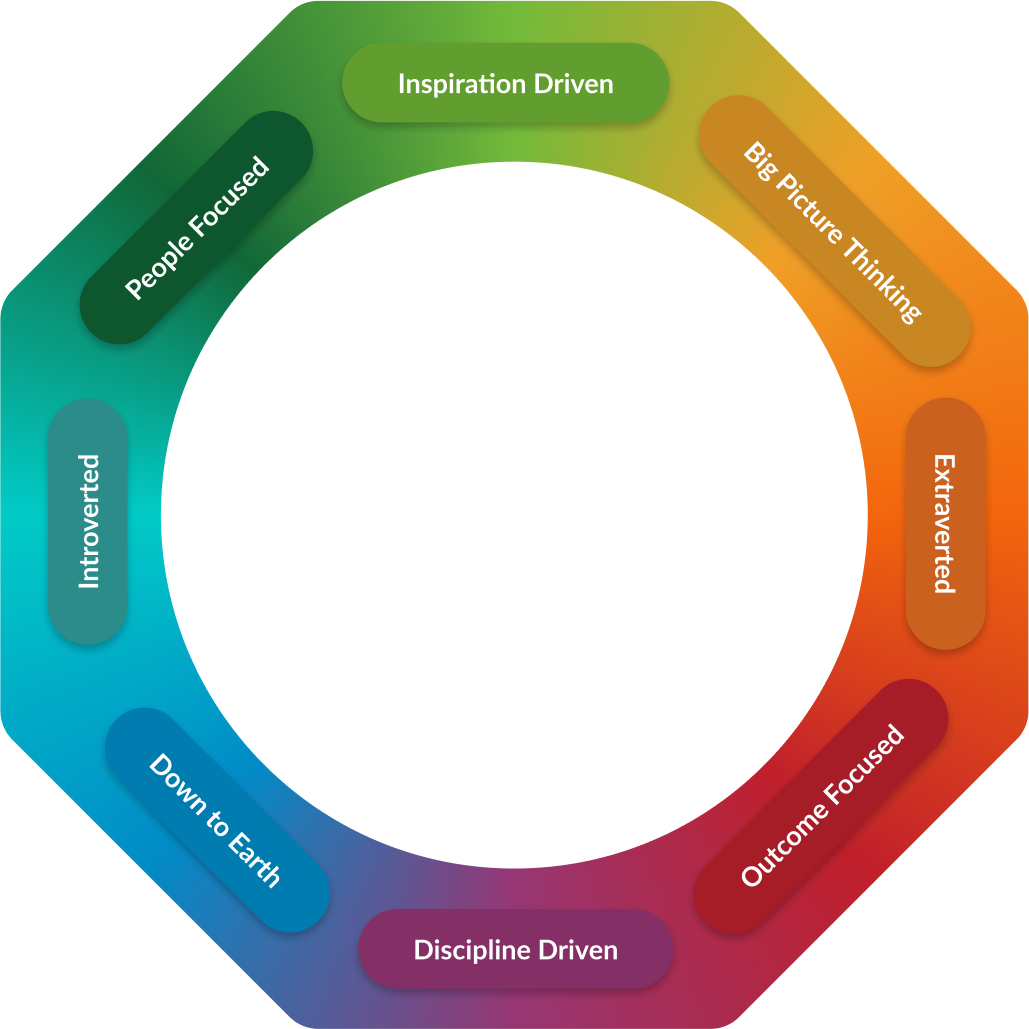 Inspiration Driven
Big Picture Thinking
Extraverted
Outcome Focused
Discipline Driven
Down to Earth
Introverted
People Focused